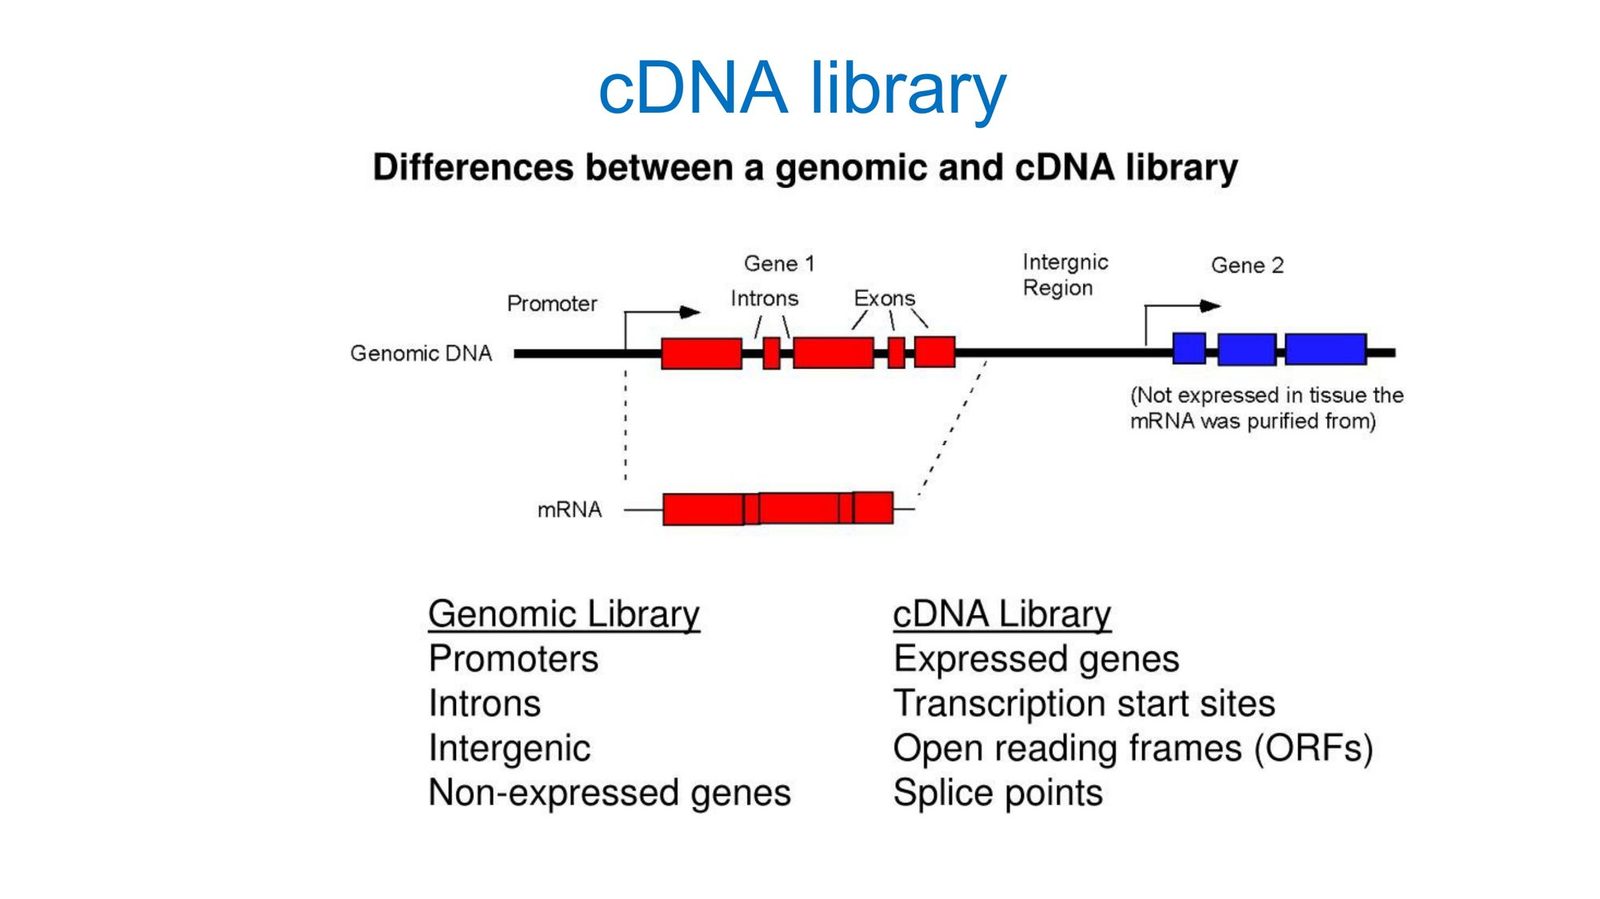 cDNA library
Differences between a genomic and cDNA library
Gene 1
Intergnic
Region
Gene 2
Promoter
Introns
Exons
Genomic DNA
(Not expressed in tissue the
mRNA was purified from)
mRNA
Genomic Library
Promoters
Introns
Intergenic
Non-expressed genes
cDNA Library
Expressed genes
Transcription start sites
Open reading frames (ORFs)
Splice points